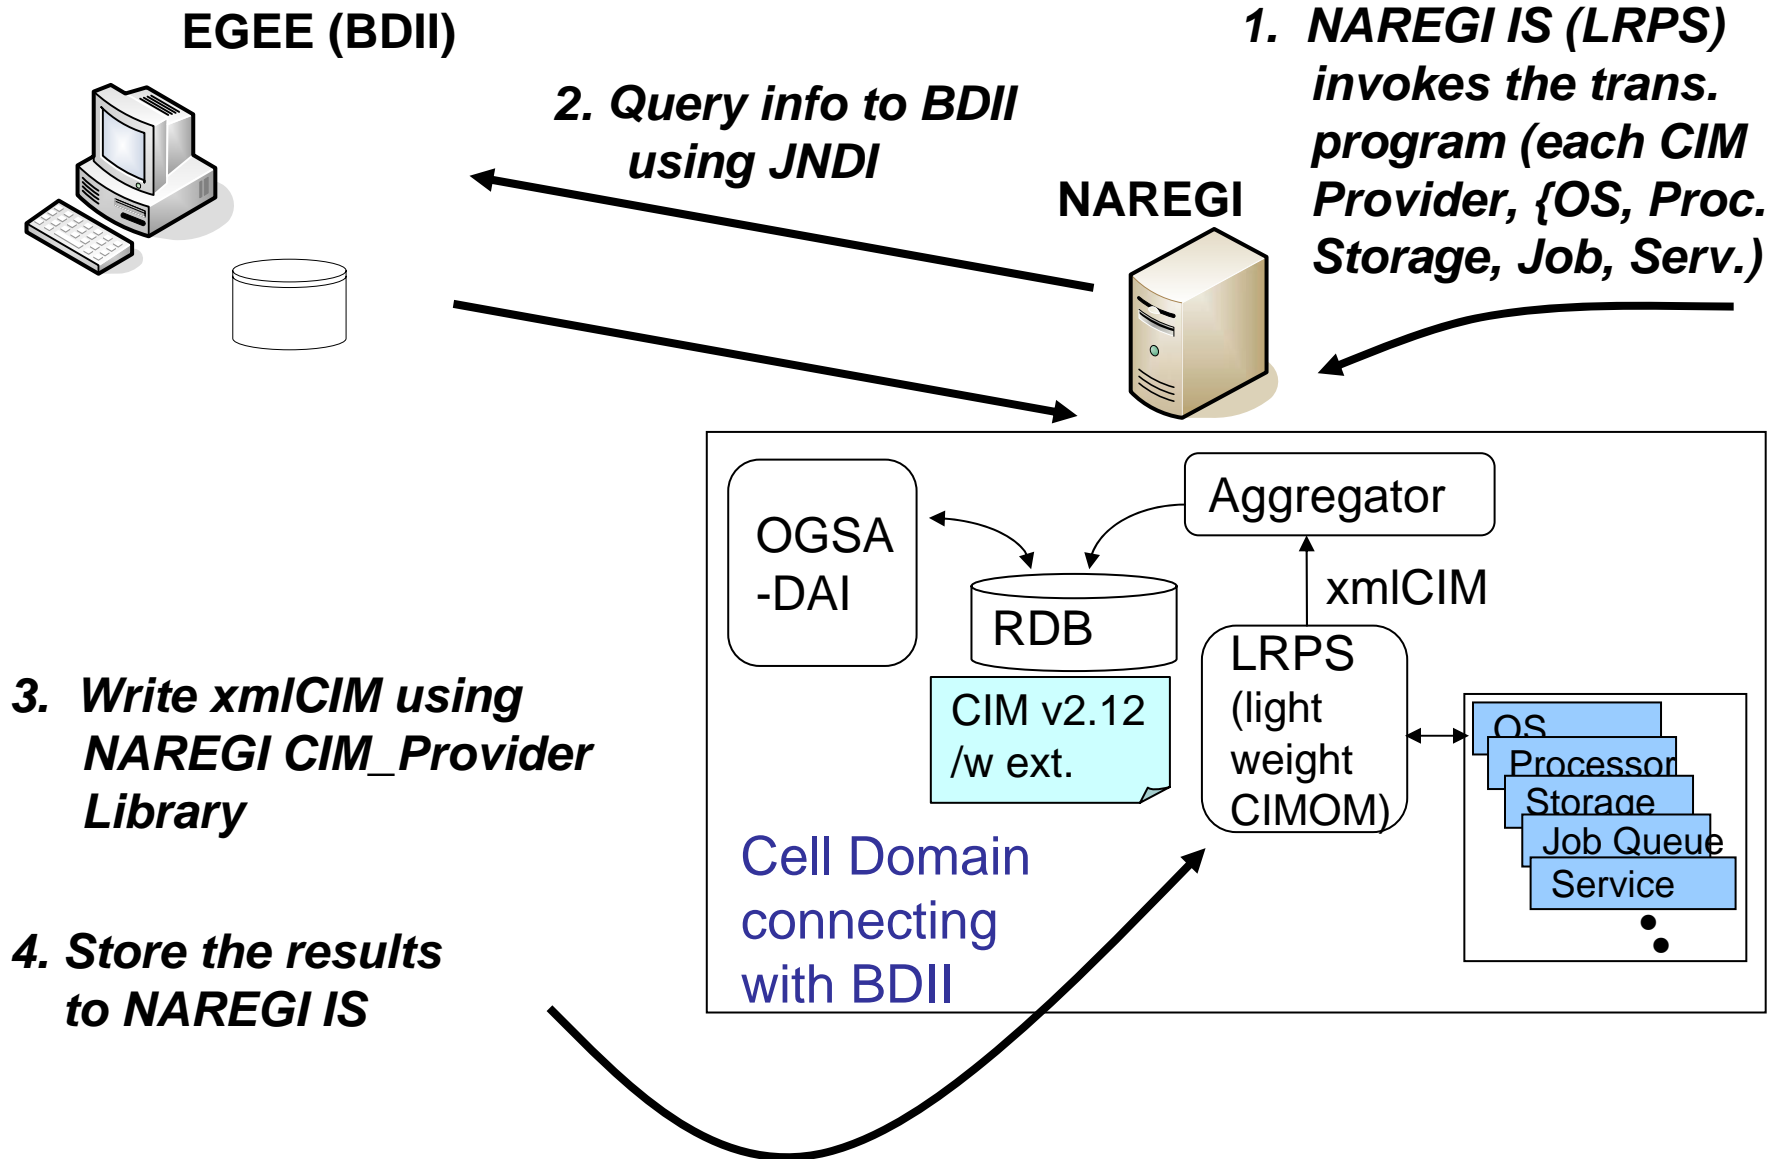 EGEE (BDII)
1. NAREGI IS (LRPS)
invokes the trans.
program (each CIM
Provider, {OS, Proc.
Storage, Job, Serv.)
2. Query info to BDII
using JNDI
NAREGI
OGSA
-DAI
Aggregator
RDB
xmlCIM
CIM v2.12
/w ext.
LRPS
(light
weight
CIMOM)
OS
Processor
Storage
Job Queue
Service
Cell Domain
connecting
with BDII
3. Write xmlCIM using
NAREGI CIM_Provider
Library
4. Store the results
to NAREGI IS